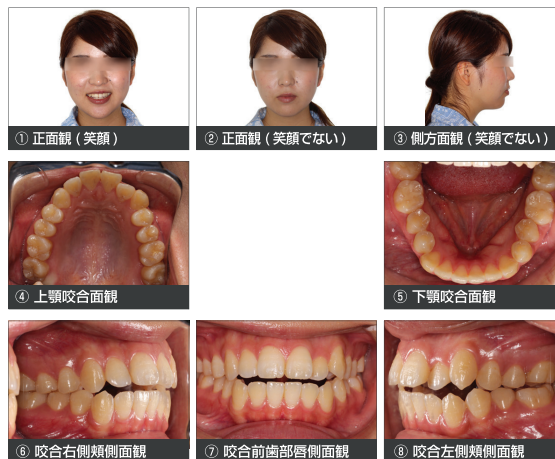 ① 正面観 ( 笑顔 )
② 正面観 ( 笑顔でない )
③ 側方面観 ( 笑顔でない )
④ 上顎咬合面観
⑤ 下顎咬合面観
⑥ 咬合右側頬側面観
⑦ 咬合前歯部唇側面観
⑧ 咬合左側頬側面観